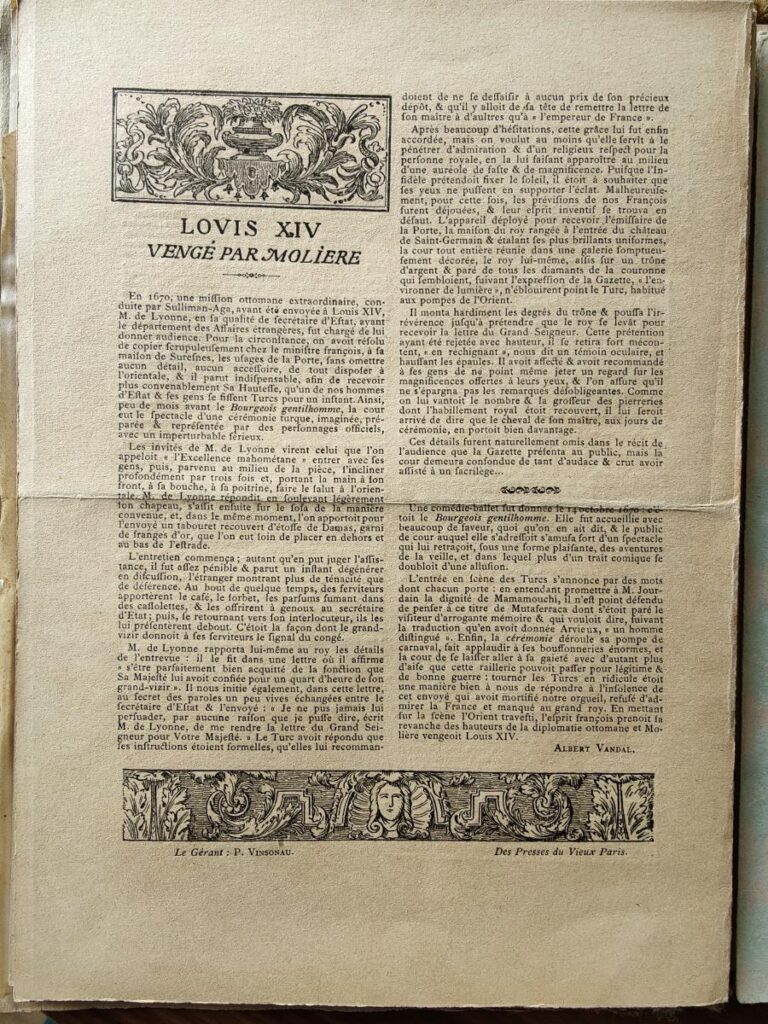 LOVIS XIV
VENGÉ PAR MOLIÈRE
En 1670, une miſſion ottomane extraordinaire, con-
duite par Sulliman-Aga, ayant été envoyée à Louis XIV,
M. de Lyonne, en ſa qualité de ſecrétaire d'Eſtat, ayant
le département des Affaires étrangères, fut chargé de lui
donner audience. Pour la circonſtance, on avoit réſolu
de copier ſcrupuleuſement chez le miniſtre françois, à ſa
maiſon de Sureſnes, les uſages de la Porte, ſans omettre
aucun détail, aucun acceſſoire, de tout diſpoſer à
l'orientale, & il parut indiſpenſable, afin de recevoir
plus convenablement Sa Hauteſſe, qu'un de nos hommes
d'Eſtat & ſes gens ſe fiſſent Turcs pour un inſtant. Ainſi,
peu de mois avant le Bourgeois gentilhomme, la cour
eut le ſpectacle d'une cérémonie turque, imaginée, pré-
parée & repréſentée par des perſonnages officiels,
avec un imperturbable ſérieux.
Les invités de M. de Lyonne virent celui que l'on
appeloit « l'Excellence mahométane » entrer avec ſes
gens, puis, parvenu au milieu de la pièce, l'incliner
profondément par trois fois et, portant la main à ſon
front, à ſa bouche, à ſa poitrine, faire le ſalut à l'orien-
tale. M. de Lyonne répondit en ſoulevant légèrement
ſon chapeau, s'aſſit enſuite ſur le ſoſa de la manière
convenue, et, dans le même moment, l'on apportoit pour
l'envoyé un tabouret recouvert d'étoffe de Damas, garni
de franges d'or, que l'on eut ſoin de placer en dehors et
au bas de l'eſtrade.
L'entretien commença ; autant qu'en put juger l'aſſis-
tance, il fut aſſez pénible & parut un inſtant dégénérer
en diſcuſſion, l'étranger montrant plus de ténacité que
de déférence. Au bout de quelque temps, des ſerviteurs
apportèrent le café, le ſorbet, ſes parfums fumant dans
des caſſolettes, & les offrirent à genoux au ſecrétaire
d'Etat ; puis, ſe retournant vers ſon interlocuteur, ils les
lui préſentèrent debout. C'étoit la façon dont le grand-
vizir donnoit à ſes ſerviteurs le ſignal du congé.
M. de Lyonne rapporta lui-même au roy les détails
de l'entrevue : il le fit dans une lettre où il affirme
« s'être parfaitement bien acquitté de la fonction que
Sa Majeſté lui avoit confiée pour un quart d'heure de ſon
grand-vizir ». Il nous initie également, dans cette lettre,
au ſecret des paroles un peu vives échangées entre le
ſecrétaire d'Eſtat & l'envoyé : « Je ne pus jamais lui
perſuader, par aucune raiſon que je puſſe dire, écrit
M. de Lyonne, de me rendre la lettre du Grand Sei-
gneur pour Votre Majeſté. » Le Turc avoit répondu que
ſes inſtructions étoient formelles, qu'elles lui recomman-
doient de ne ſe deſſaiſir à aucun prix de ſon précieux
dépôt, & qu'il y alloit de ſa tête de remettre la lettre de
ſon maître à d'aultres qu'à « l'empereur de France ».
Après beaucoup d'héſitations, cette grâce lui fut enfin
accordée, mais on voulut au moins qu'elle ſervît à le
pénétrer d'admiration & d'un religieux reſpect pour la
perſonne royale, en la lui faiſant apparoître au milieu
d'une auréole de faſte & de magnificence. Puiſque l'In-
fidèle prétendoit fixer le ſoleil, il étoit à ſouhaiter que
ſes yeux ne puſſent en ſupporter l'éclat. Malheureuſe-
ment, pour cette fois, les préviſions de nos François
furent déjouées, & leur eſprit inventif ſe trouva en
défaut. L'appareil déployé pour recevoir l'émiſſaire de
la Porte, la maiſon du roy rangée à l'entrée du château
de Saint-Germain & étalant ſes plus brillants uniformes,
la cour tout entière réunie dans une galerie ſomptueu-
ſement décorée, le roy lui-même, aſſis ſur un trône
d'argent & paré de tous les diamants de la couronne
qui ſembloient, ſuivant l'expreſſion de la Gazette, « l'en-
vironner de lumière », n'éblouirent point le Turc, habitué
aux pompes de l'Orient.
Il monta hardiment les degrés du trône & pouſſa l'ir-
révérence juſqu'à prétendre que le roy ſe levât pour
recevoir la lettre du Grand Seigneur. Cette prétention
ayant été rejetée avec hauteur, il ſe retira fort mécon-
tent, « en rechignant », nous dit un témoin oculaire, et
hauſſant les épaules. Il avoit affecté & avoit recommandé
à ſes gens de ne point même jeter un regard ſur les
magnificences offertes à leurs yeux, & l'on aſſure qu'il
ne s'épargna pas les remarques déſobligeantes. Comme
on lui vantoit le nombre & la groſſeur des pierreries
dont l'habillement royal étoit recouvert, il lui ſeroit
arrivé de dire que le cheval de ſon maître, aux jours de
cérémonie, en portoit bien davantage.
Ces détails furent naturellement omis dans le récit de
l'audience que la Gazette préſenta au public, mais la
cour demeura confondue de tant d'audace & crut avoir
aſſiſté à un ſacrilège...
Une comédie-ballet fut donnée le 14 octobre 1670 : c'é-
toit le Bourgeois gentilhomme. Elle fut accueillie avec
beaucoup de faveur, quoi qu'on en ait dit, & le public
de cour auquel elle s'adreſſoit s'amuſa fort d'un ſpectacle
qui lui retraçoit, ſous une forme plaiſante, des aventures
de la veille, et dans lequel plus d'un trait comique ſe
doubloit d'une alluſion.
L'entrée en ſcène des Turcs s'annonce par des mots
dont chacun porte : en entendant promettre à M. Jour-
dain la dignité de Mamamouchi, il n'eſt point défendu
de penſer à ce titre de Mutaferraca dont s'étoit paré le
viſiteur d'arrogante mémoire & qui vouloit dire, ſuivant
la traduction qu'en avoit donnée Arvieux, « un homme
diſtingué ». Enfin, la cérémonie déroule ſa pompe de
carnaval, fait applaudir à ſes bouffonneries énormes, et
la cour de ſe laiſſer aller à ſa gaieté avec d'autant plus
d'aiſe que cette raillerie pouvoit paſſer pour légitime &
de bonne guerre : tourner les Turcs en ridicule étoit
une manière bien à nous de répondre à l'inſolence de
cet envoyé qui avoit mortifié notre orgueil, refuſé d'ad-
mirer la France et manqué au grand roy. En mettant
ſur la ſcène l'Orient traveſti, l'eſprit françois prenoit ſa
revanche des hauteurs de la diplomatie ottomane et Mo-
lière vengeoit Louis XIV.
ALBERT VANDAL.
Le Gérant : P. VINSONAU.
Des Presses du Vieux Paris.